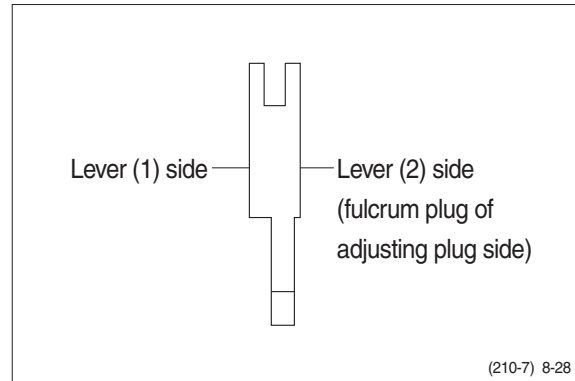 Lever (1) side
Lever (2) side
(fulcrum plug of
adjusting plug side)
(210-7) 8-28